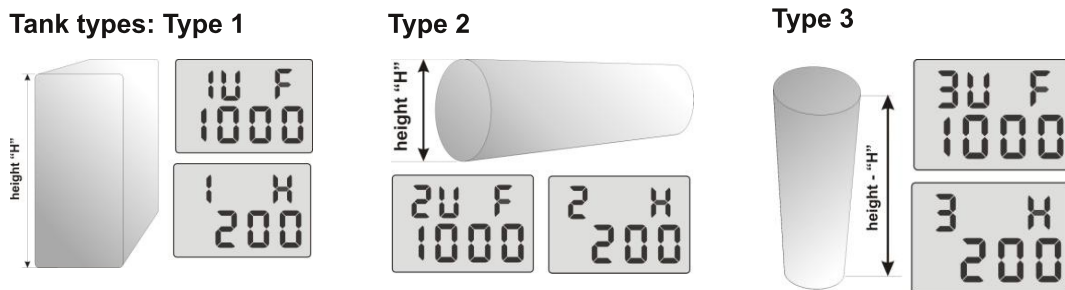 Tank types: Type 1
height "H"
1U F
1000
1 H
200
Type 2
height "H"
2U F
1000
2 H
200
Type 3
height - "H"
3U F
1000
3 H
200